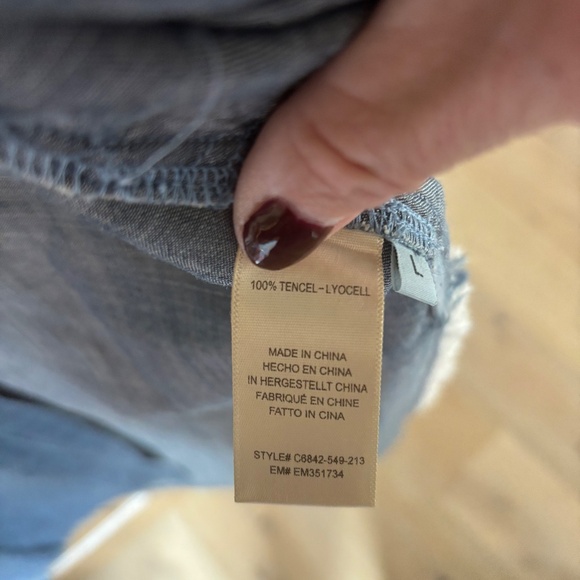 100% TENCEL-LYOCELL
L
MADE IN CHINA
HECHO EN CHINA
IN HERGESTELLT CHINA
FABRIQUÉ EN CHINE
FATTO IN CINA
STYLE# C6842-549-213
EM# EM351734